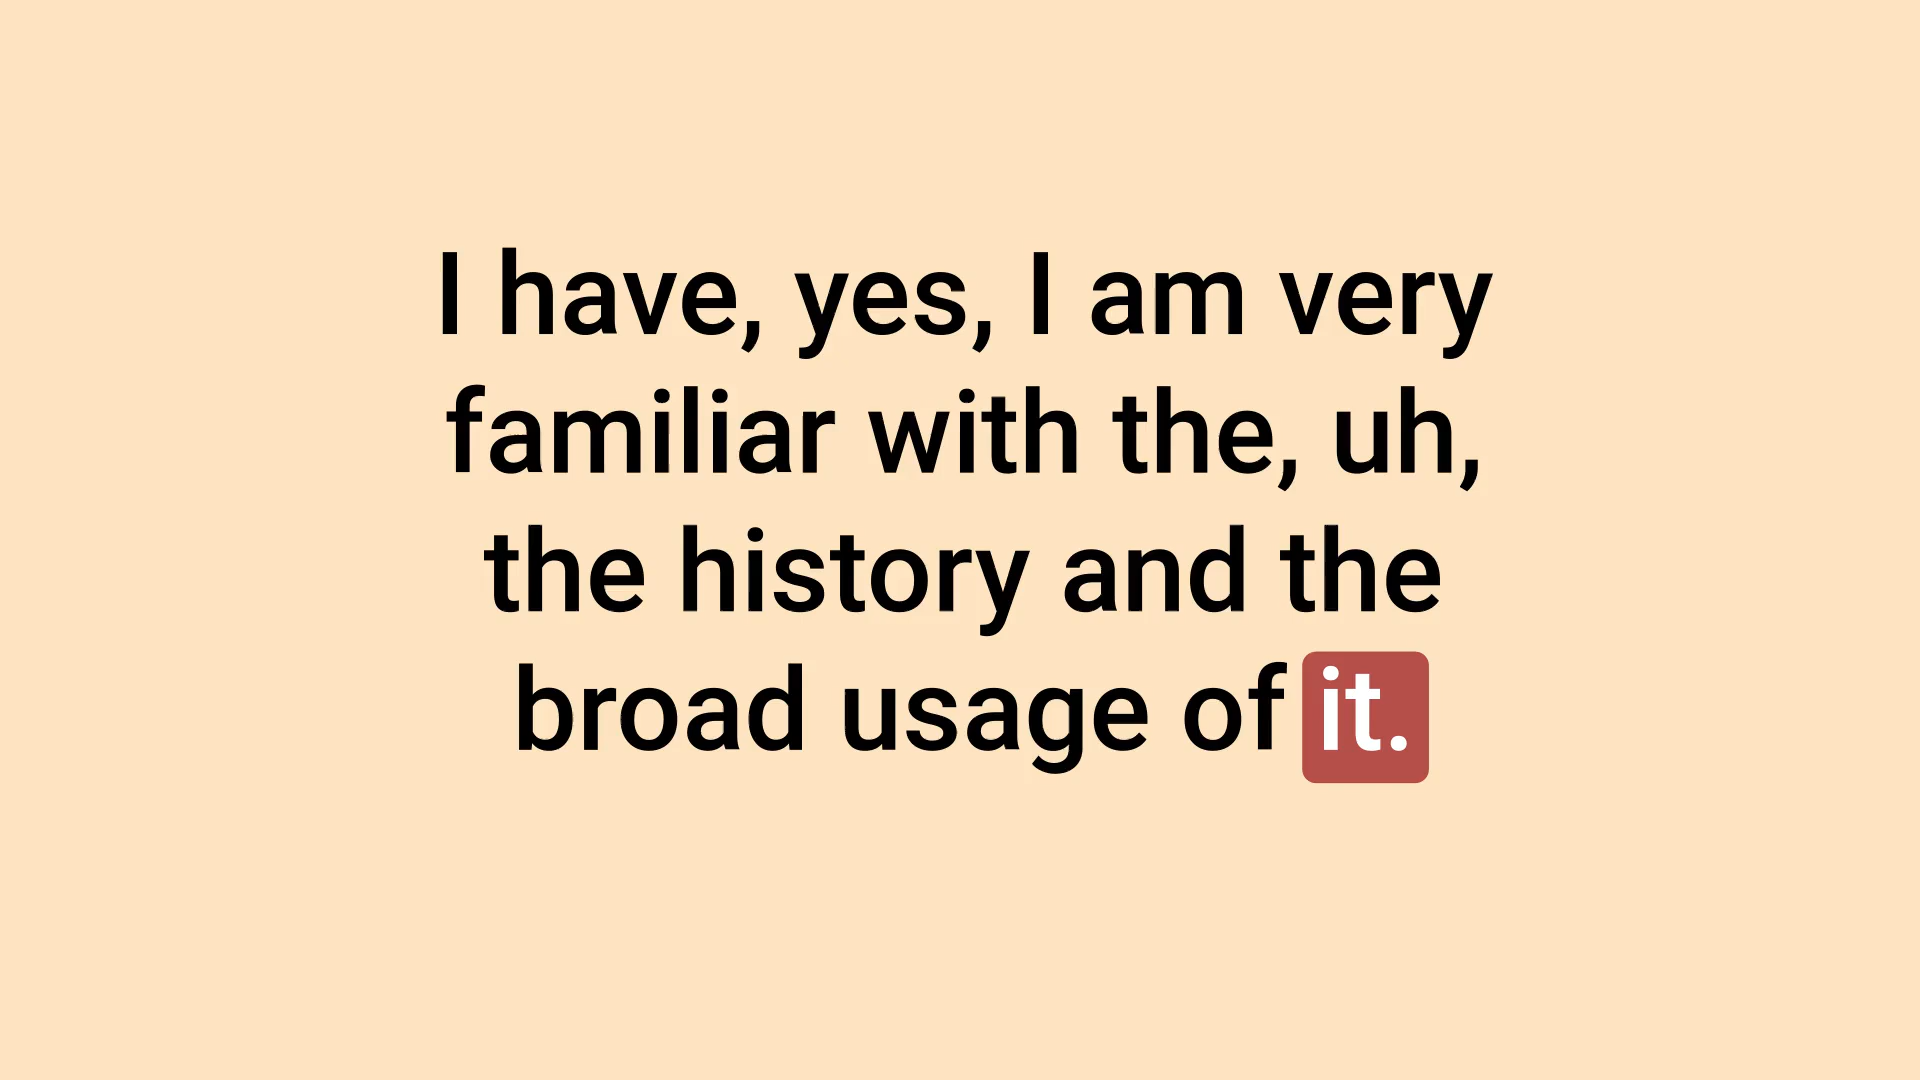 I have, yes, I am very
familiar with the, uh,
the history and the
broad usage of it.